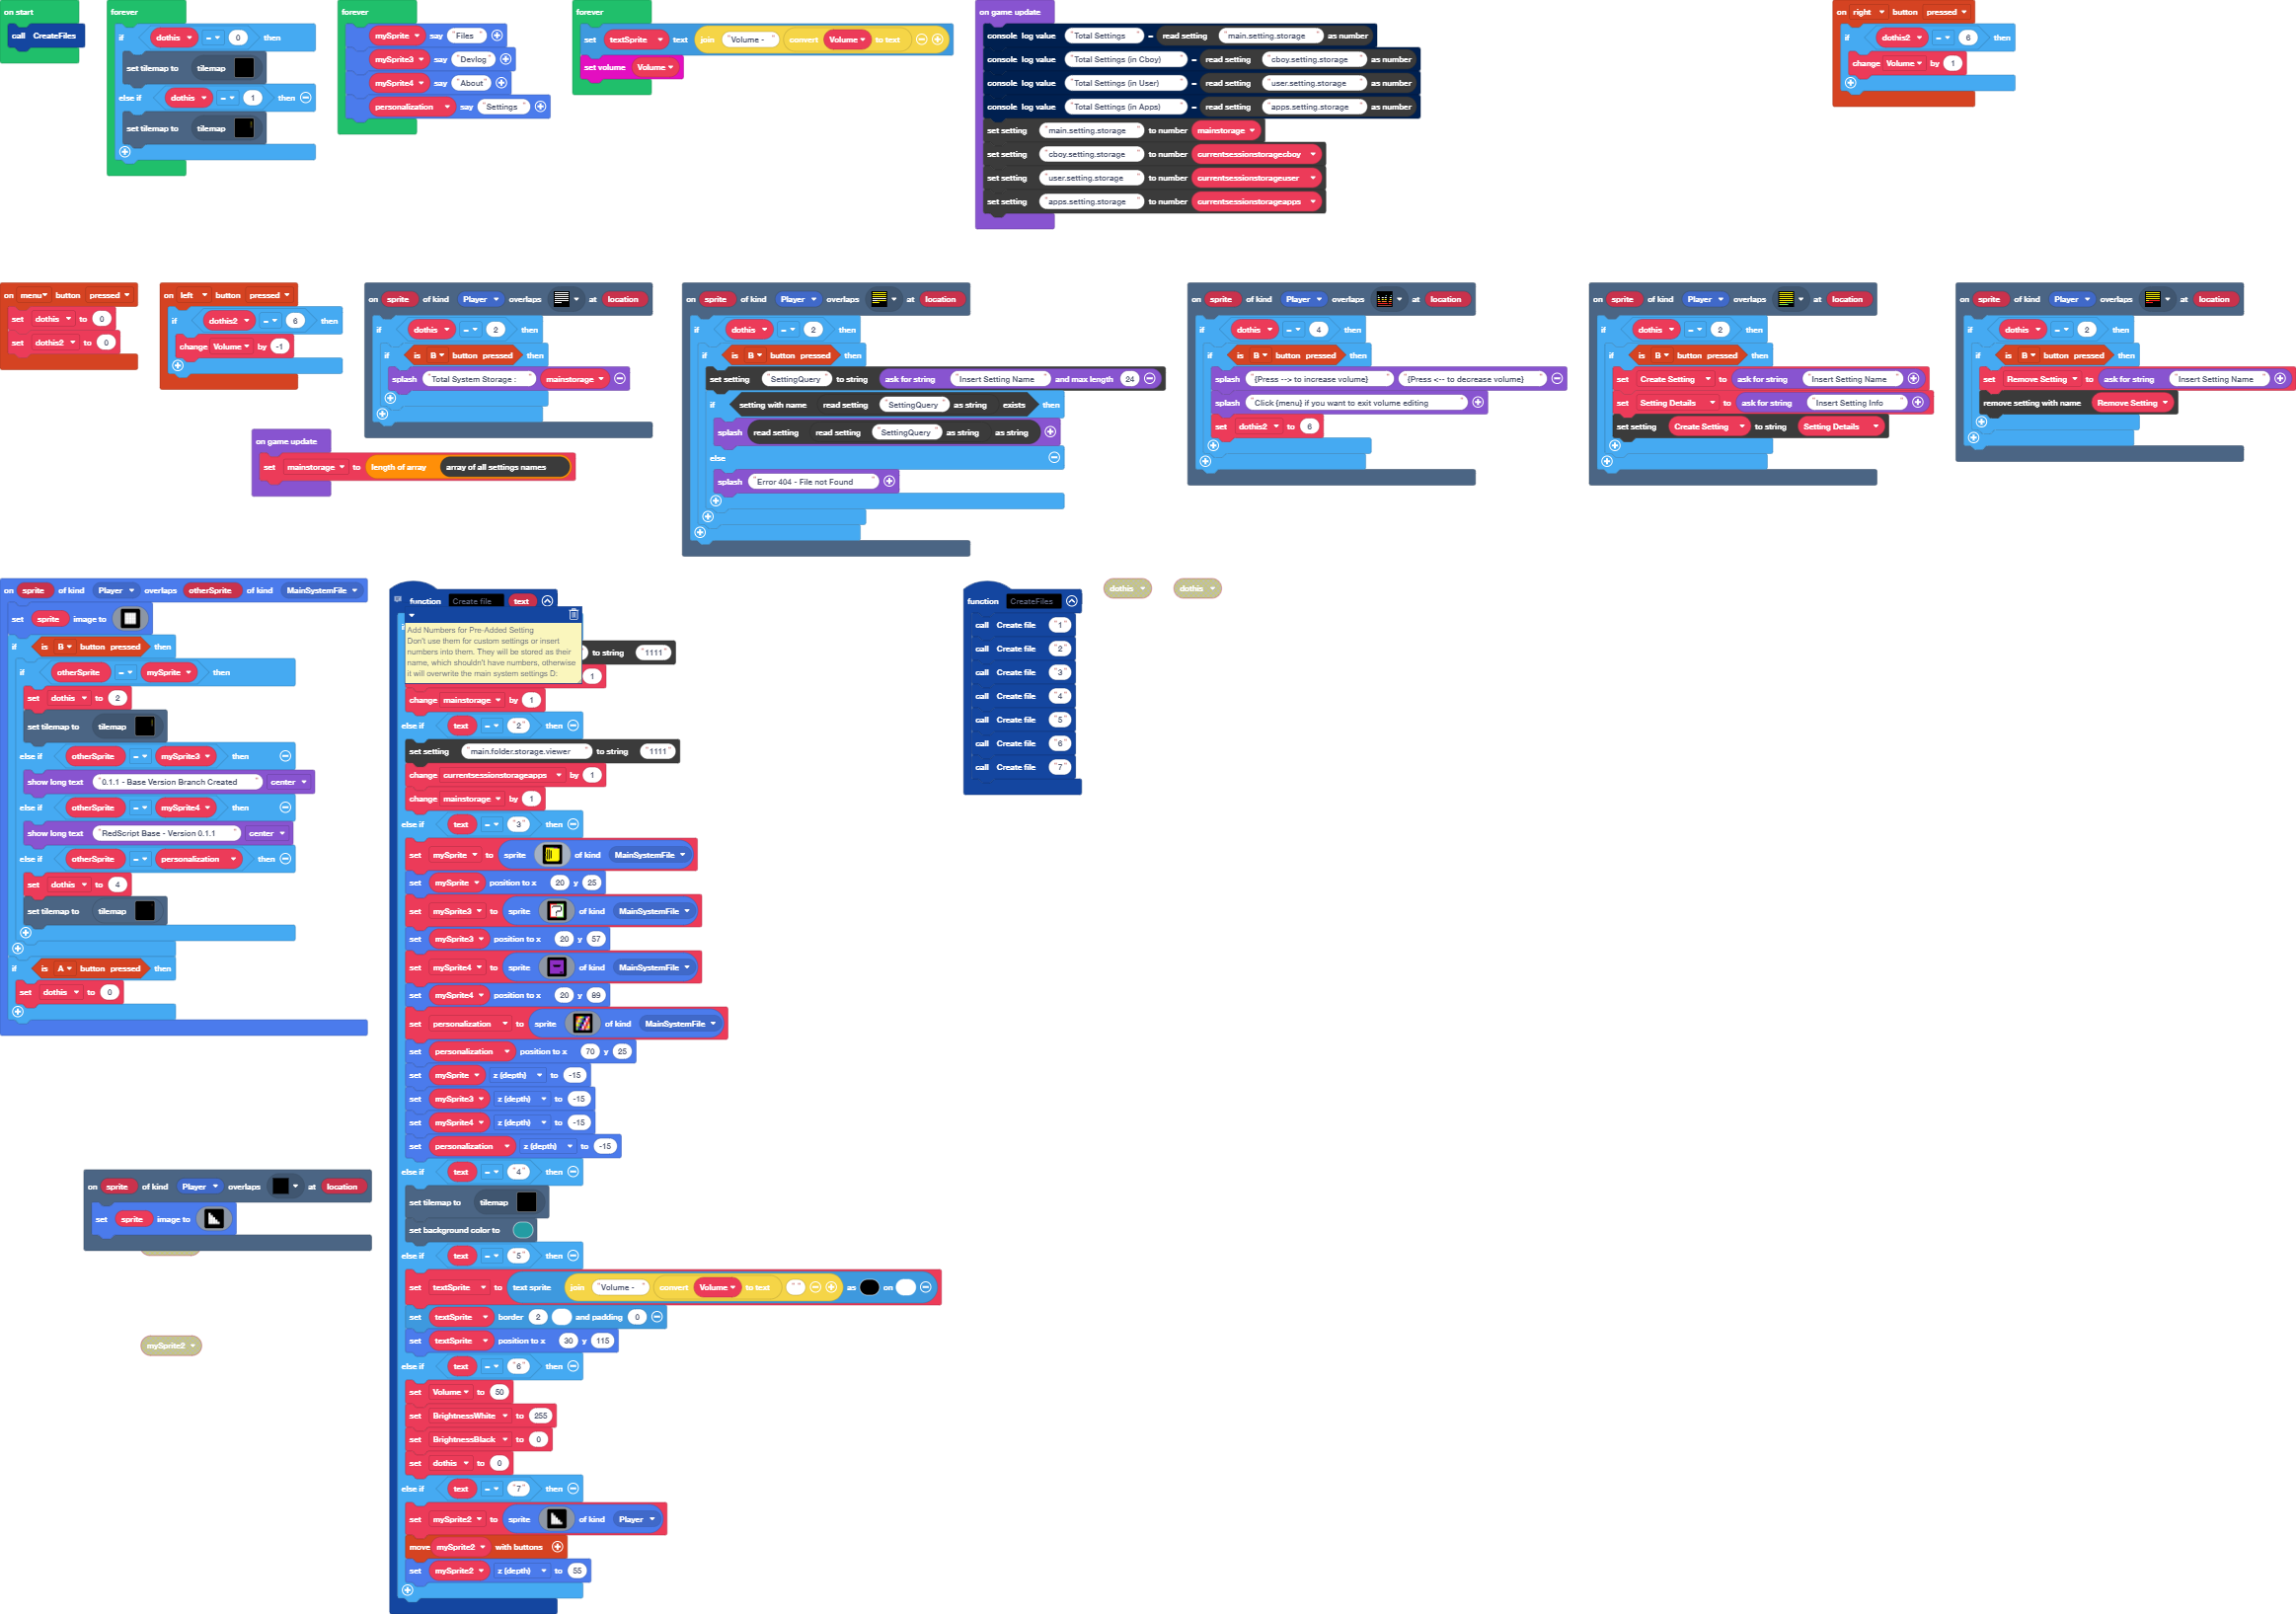 on start
call CreateFiles
forever
if dothis = 0 then
set tilemap to tilemap
else if dothis = 1 then
set tilemap to tilemap
forever
mySprite say "Files"
mySprite3 say "Devlog"
mySprite4 say "About"
personalization say "Settings"
forever
set textSprite text join "Volume - " convert Volume to text
set volume Volume
on game update
console log value "Total Settings" = read setting "main.setting.storage" as number
console log value "Total Settings (in Cboy)" = read setting "cboy.setting.storage" as number
console log value "Total Settings (in User)" = read setting "user.setting.storage" as number
console log value "Total Settings (in Apps)" = read setting "apps.setting.storage" as number
set setting "main.setting.storage" to number mainstorage
set setting "cboy.setting.storage" to number currentsessionstoragecboy
set setting "user.setting.storage" to number currentsessionstorageuser
set setting "apps.setting.storage" to number currentsessionstorageapps
on right button pressed
if dothis2 = 6 then
change Volume by 1
on menu button pressed
set dothis to 0
set dothis2 to 0
on left button pressed
if dothis2 = 6 then
change Volume by -1
on sprite of kind Player overlaps at location
if dothis = 2 then
if is B button pressed then
splash "Total System Storage :" mainstorage
on game update
set mainstorage to length of array array of all settings names
on sprite of kind Player overlaps at location
if dothis = 2 then
if is B button pressed then
set setting "SettingQuery" to string ask for string "Insert Setting Name" and max length 24
if setting with name read setting "SettingQuery" as string exists then
splash read setting read setting "SettingQuery" as string as string
else
splash "Error 404 - File not Found"
on sprite of kind Player overlaps at location
if dothis = 4 then
if is B button pressed then
splash "{Press --> to increase volume}" "{Press <-- to decrease volume}"
splash "Click {menu} if you want to exit volume editing"
set dothis2 to 6
on sprite of kind Player overlaps at location
if dothis = 2 then
if is B button pressed then
set Create Setting to ask for string "Insert Setting Name"
set Setting Details to ask for string "Insert Setting Info"
set setting Create Setting to string Setting Details
on sprite of kind Player overlaps at location
if dothis = 2 then
if is B button pressed then
set Remove Setting to ask for string "Insert Setting Name"
remove setting with name Remove Setting
on sprite of kind Player overlaps otherSprite of kind MainSystemFile
set sprite image to
if is B button pressed then
if otherSprite = mySprite then
set dothis to 2
set tilemap to tilemap
else if otherSprite = mySprite3 then
show long text "0.1.1 - Base Version Branch Created" center
else if otherSprite = mySprite4 then
show long text "RedScript Base - Version 0.1.1" center
else if otherSprite = personalization then
set dothis to 4
set tilemap to tilemap
if is A button pressed then
set dothis to 0
on sprite of kind Player overlaps at location
set sprite image to
mySprite2
function Create file text
Add Numbers for Pre-Added Setting
Don't use them for custom settings or insert
numbers into them. They will be stored as their
name, which shouldn't have numbers, otherwise
it will overwrite the main system settings D:
to string "1111"
1
change mainstorage by 1
else if text = "2" then
set setting "main.folder.storage.viewer" to string "1111"
change currentsessionstorageapps by 1
change mainstorage by 1
else if text = "3" then
set mySprite to sprite of kind MainSystemFile
set mySprite position to x 20 y 25
set mySprite3 to sprite of kind MainSystemFile
set mySprite3 position to x 20 y 57
set mySprite4 to sprite of kind MainSystemFile
set mySprite4 position to x 20 y 89
set personalization to sprite of kind MainSystemFile
set personalization position to x 70 y 25
set mySprite z (depth) to -15
set mySprite3 z (depth) to -15
set mySprite4 z (depth) to -15
set personalization z (depth) to -15
else if text = "4" then
set tilemap to tilemap
set background color to
else if text = "5" then
set textSprite to text sprite join "Volume - " convert Volume to text " " as on
set textSprite border 2 and padding 0
set textSprite position to x 30 y 115
else if text = "6" then
set Volume to 50
set BrightnessWhite to 255
set BrightnessBlack to 0
set dothis to 0
else if text = "7" then
set mySprite2 to sprite of kind Player
move mySprite2 with buttons
set mySprite2 z (depth) to 55
function CreateFiles
call Create file "1"
call Create file "2"
call Create file "3"
call Create file "4"
call Create file "5"
call Create file "6"
call Create file "7"
dothis
dothis